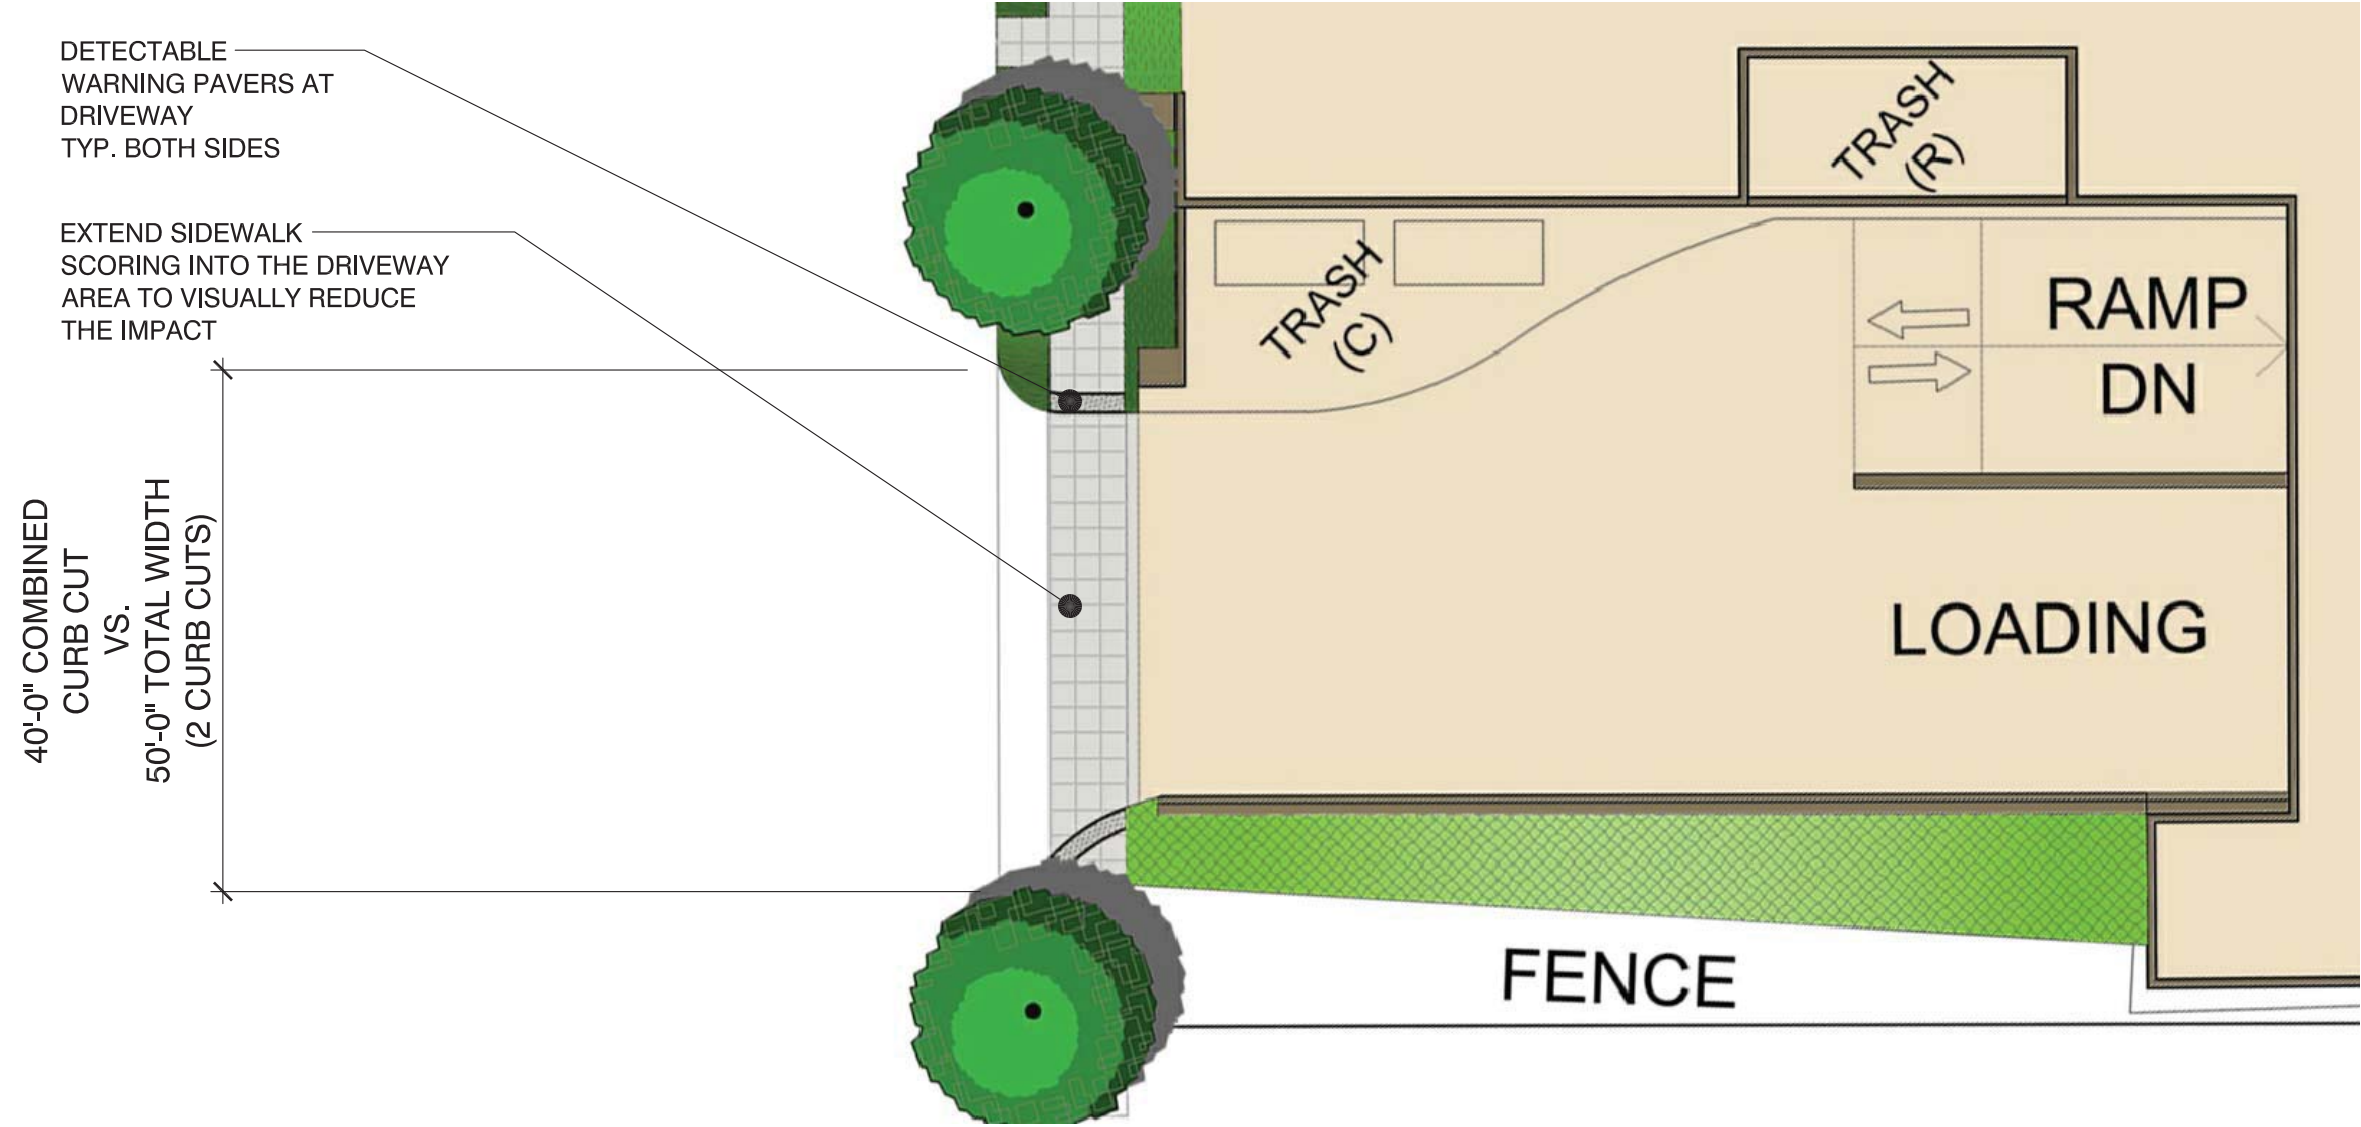 DETECTABLE
WARNING PAVERS AT
DRIVEWAY
TYP. BOTH SIDES
EXTEND SIDEWALK
SCORING INTO THE DRIVEWAY
AREA TO VISUALLY REDUCE
THE IMPACT
40'-0" COMBINED
CURB CUT
VS.
50'-0" TOTAL WIDTH
(2 CURB CUTS)
TRASH
(R)
TRASH
(C)
RAMP
DN
LOADING
FENCE